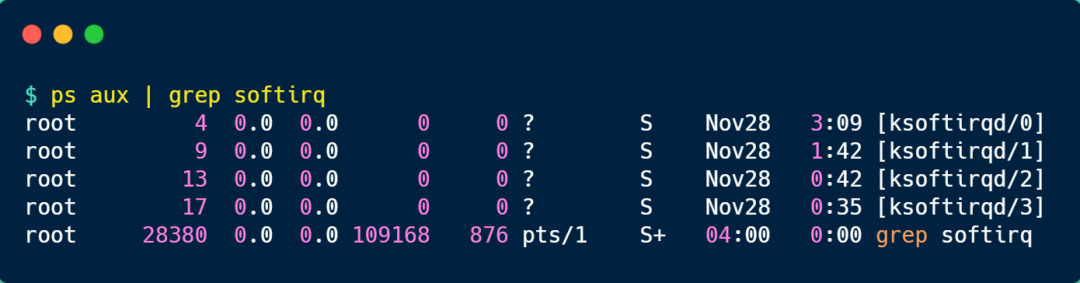 $ ps aux | grep softirq
root         4  0.0  0.0      0     0 ?        S    Nov28   3:09 [ksoftirqd/0]
root         9  0.0  0.0      0     0 ?        S    Nov28   1:42 [ksoftirqd/1]
root        13  0.0  0.0      0     0 ?        S    Nov28   0:42 [ksoftirqd/2]
root        17  0.0  0.0      0     0 ?        S    Nov28   0:35 [ksoftirqd/3]
root     28380  0.0  0.0 109168   876 pts/1    S+   04:00   0:00 grep softirq